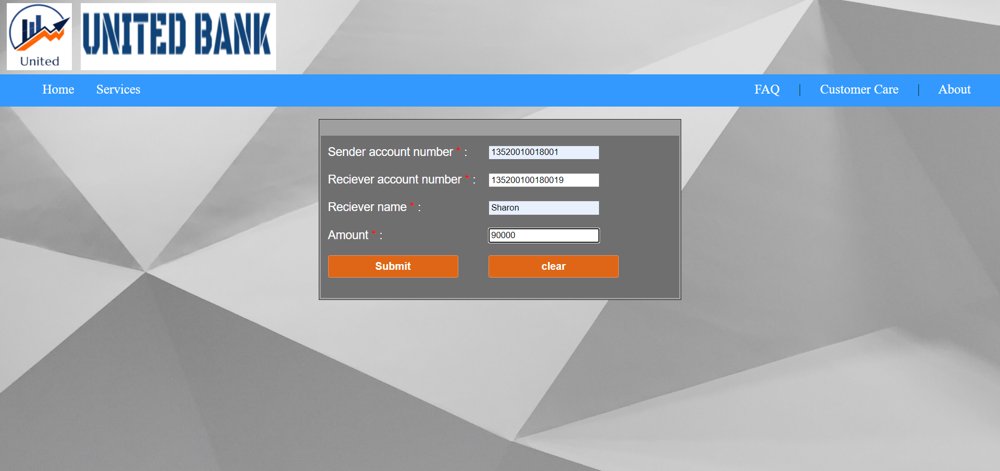 United
UNITED BANK
Home Services FAQ | Customer Care | About
Sender account number * : 13520010018001
Reciever account number * : 135200100180019
Reciever name * : Sharon
Amount * : 90000
Submit clear